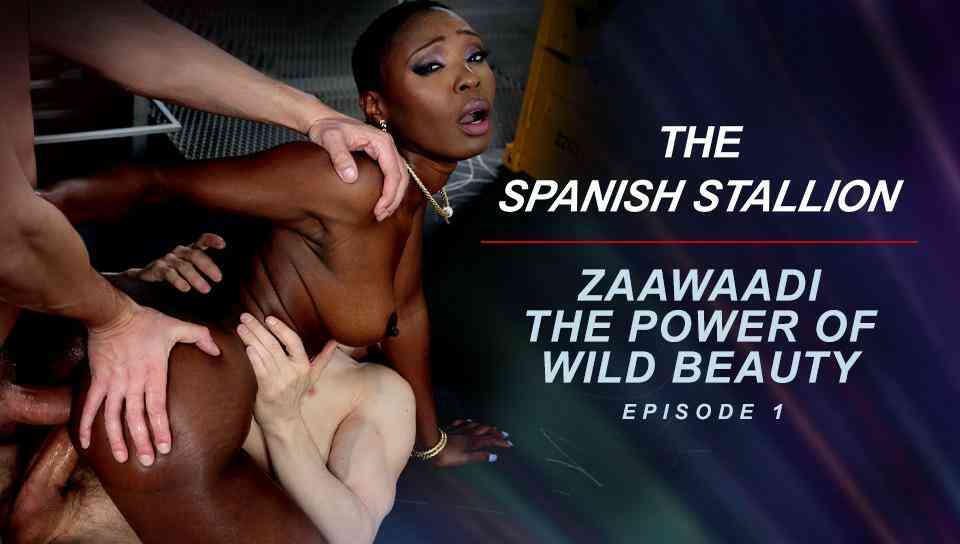 THE
SPANISH STALLION
ZAAWAADI
THE POWER OF
WILD BEAUTY
EPISODE 1